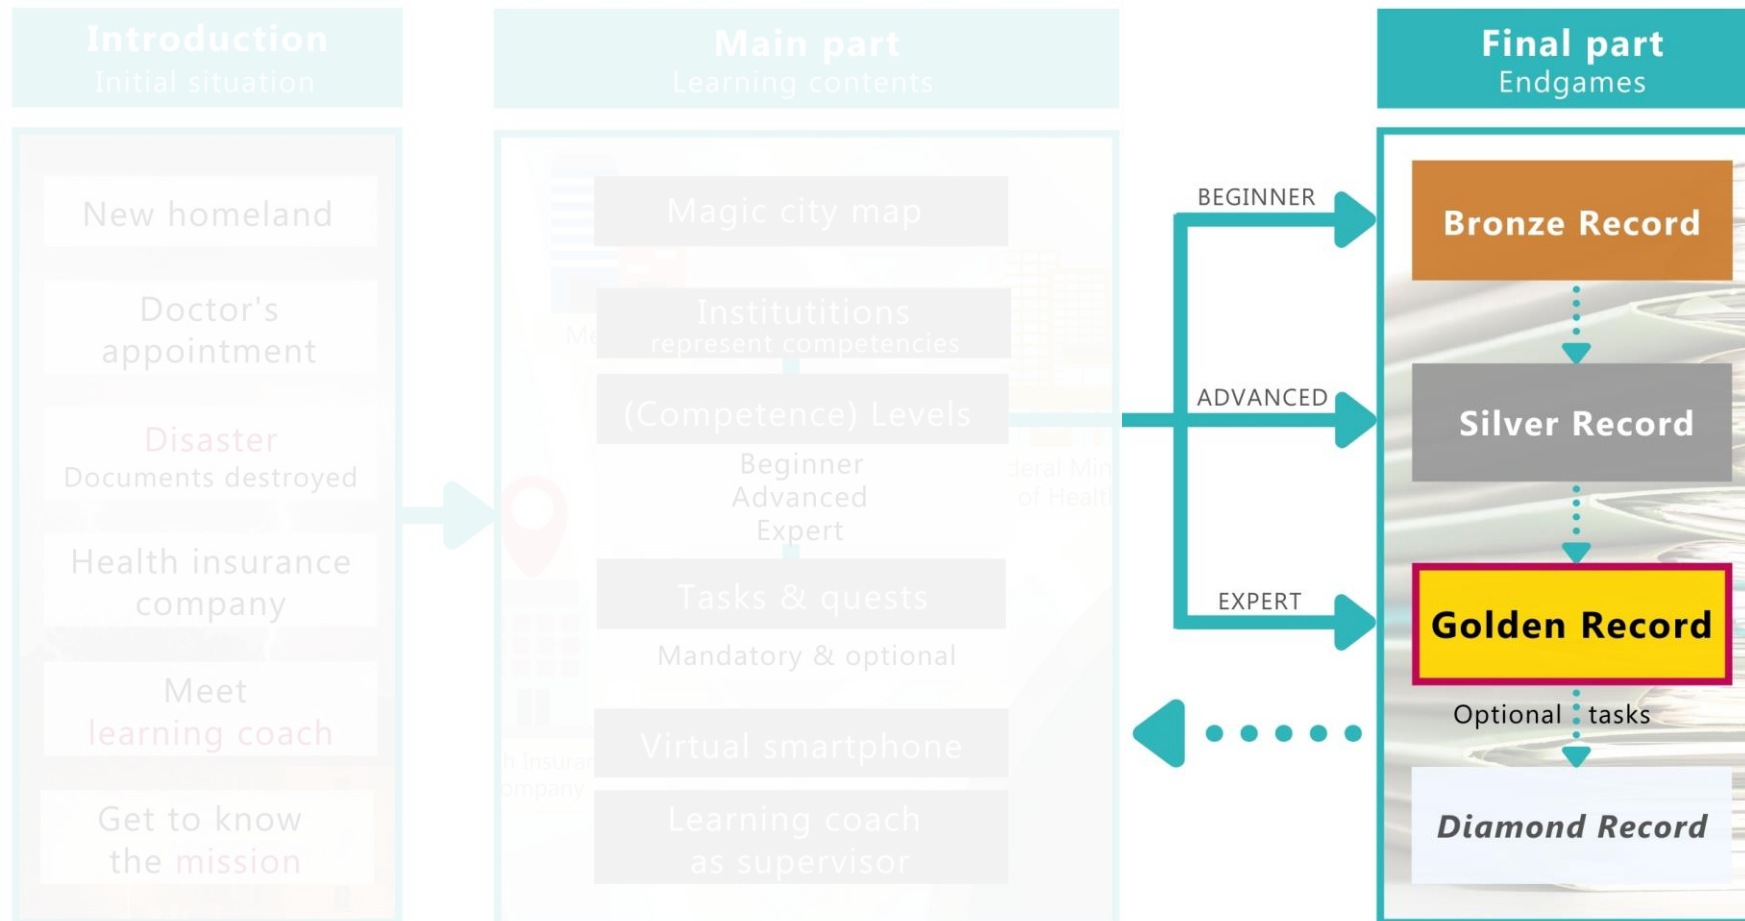 Introduction
Initial situation
New homeland
Doctor's
appointment
Disaster
Documents destroyed
Health insurance
company
Meet
learning coach
Get to know
the mission
Main part
Learning contents
Magic city map
Institutitions
represent competencies
(Competence) Levels
Beginner
Advanced
Expert
Tasks & quests
Mandatory & optional
Virtual smartphone
Learning coach
as supervisor
of Health
BEGINNER
ADVANCED
EXPERT
Final part
Endgames
Bronze Record
Silver Record
Golden Record
Optional tasks
Diamond Record